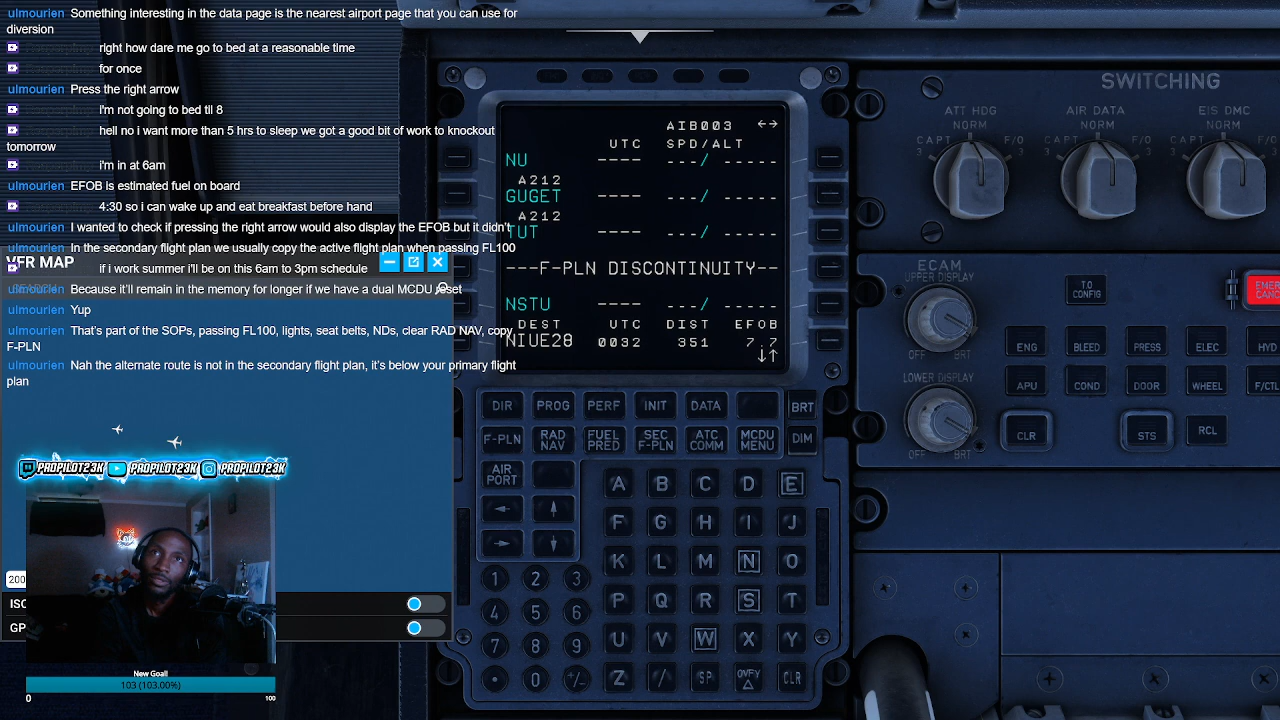 ulmourien Something interesting in the data page is the nearest airport page that you can use for
diversion
right how dare me go to bed at a reasonable time
for once
ulmourien Press the right arrow
i'm not going to bed til 8
hell no i want more than 5 hrs to sleep we got a good bit of work to knockout
tomorrow
i'm in at 6am
ulmourien EFOB is estimated fuel on board
4:30 so i can wake up and eat breakfast before hand
ulmourien I wanted to check if pressing the right arrow would also display the EFOB but it didn't
ulmourien In the secondary flight plan we usually copy the active flight plan when passing FL100
VFR MAP
if i work summer i'll be on this 6am to 3pm schedule
ulmourien Because it'll remain in the memory for longer if we have a dual MCDU reset
ulmourien Yup
ulmourien That's part of the SOPs, passing FL100, lights, seat belts, NDs, clear RAD NAV, copy
F-PLN
ulmourien Nah the alternate route is not in the secondary flight plan, it's below your primary flight
plan
PROPILOT23K PROPILOT23K PROPILOT23K
200
ISO
GP
New Goal!
103 (103.00%)
0 100
AIB003 ↔
UTC SPD/ALT
NU ---- ---/ -----
A212
GUGET ---- ---/ -----
A212
TUT ---- ---/ -----
---F-PLN DISCONTINUITY--
NSTU ---- ---/ -----
DEST UTC DIST EFOB
NIUE28 0032 351 7.7
↓↑
DIR PROG PERF INIT DATA BRT
F-PLN RAD NAV FUEL PRED SEC F-PLN ATC COMM MCDU MENU DIM
AIR PORT
← ↑
→ ↓
A B C D E
F G H I J
K L M N O
P Q R S T
U V W X Y
Z / SP OVFY △ CLR
1 2 3
4 5 6
7 8 9
. 0 +/-
SWITCHING
ATT HDG AIR DATA EIS DMC
NORM NORM NORM
CAPT 3 F/O 3 CAPT 3 F/O 3 CAPT 3 F/O
ECAM
UPPER DISPLAY
OFF BRT
LOWER DISPLAY
OFF BRT
TO CONFIG
EMER CANC
ENG BLEED PRESS ELEC HYD
APU COND DOOR WHEEL F/CTL
CLR STS RCL